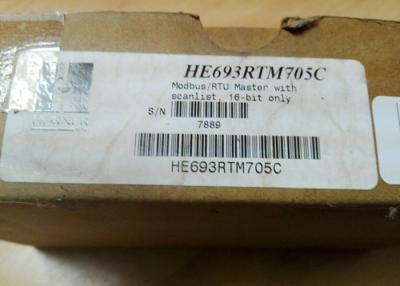 HE693RTM705C
Modbus/RTU Master with
scanlist, 16-bit only
S/N
7889
HE693RTM705C